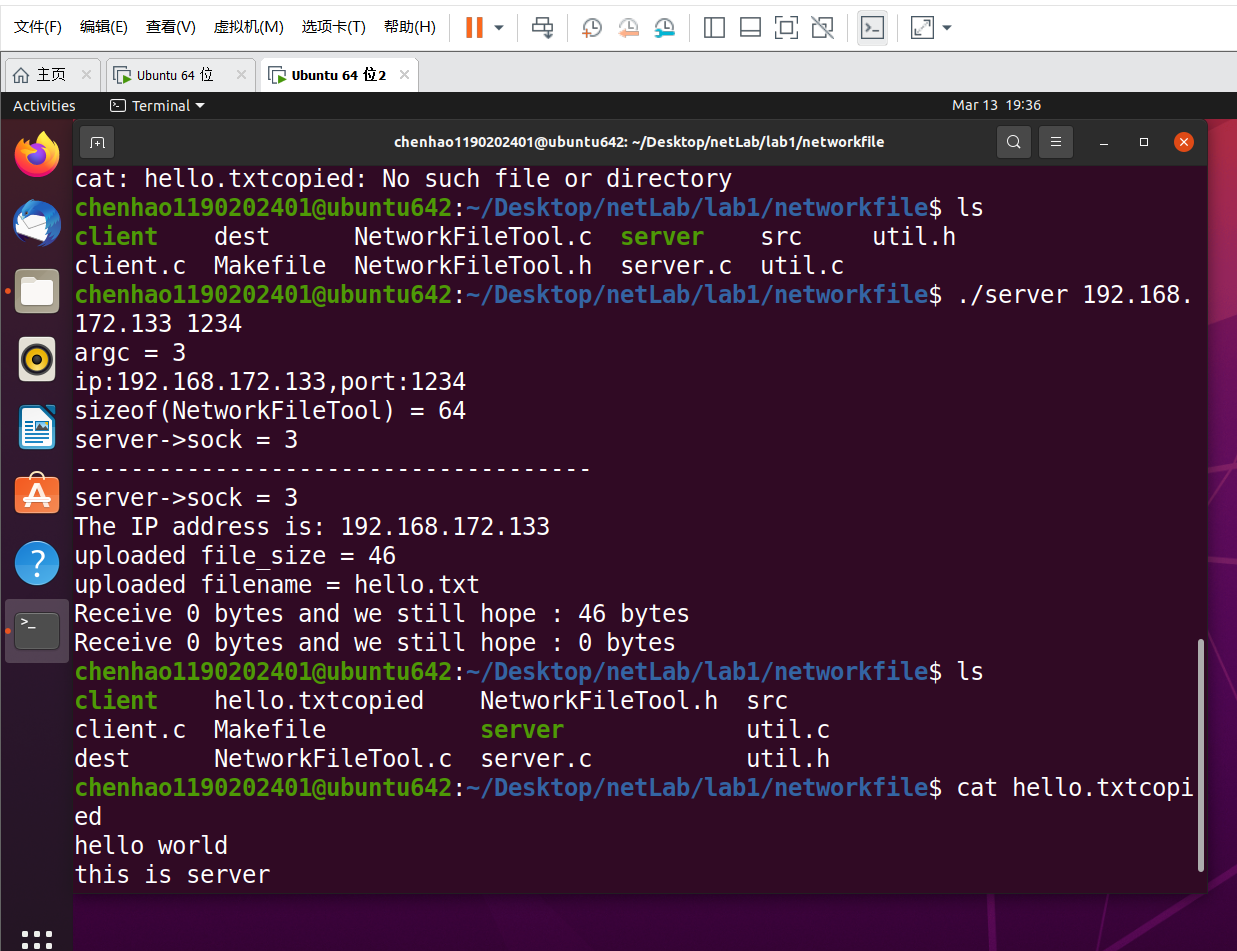 文件(F) 编辑(E) 查看(V) 虚拟机(M) 选项卡(T) 帮助(H)
主页 Ubuntu 64 位 Ubuntu 64 位 2
Activities Terminal Mar 13 19:36
chenhao1190202401@ubuntu642: ~/Desktop/netLab/lab1/networkfile
cat: hello.txtcopied: No such file or directory
chenhao1190202401@ubuntu642:~/Desktop/netLab/lab1/networkfile$ ls
client dest NetworkFileTool.c server src util.h
client.c Makefile NetworkFileTool.h server.c util.c
chenhao1190202401@ubuntu642:~/Desktop/netLab/lab1/networkfile$ ./server 192.168.
172.133 1234
argc = 3
ip:192.168.172.133,port:1234
sizeof(NetworkFileTool) = 64
server->sock = 3
-------------------------------------
server->sock = 3
The IP address is: 192.168.172.133
uploaded file_size = 46
uploaded filename = hello.txt
Receive 0 bytes and we still hope : 46 bytes
Receive 0 bytes and we still hope : 0 bytes
chenhao1190202401@ubuntu642:~/Desktop/netLab/lab1/networkfile$ ls
client hello.txtcopied NetworkFileTool.h src
client.c Makefile server util.c
dest NetworkFileTool.c server.c util.h
chenhao1190202401@ubuntu642:~/Desktop/netLab/lab1/networkfile$ cat hello.txtcopi
ed
hello world
this is server